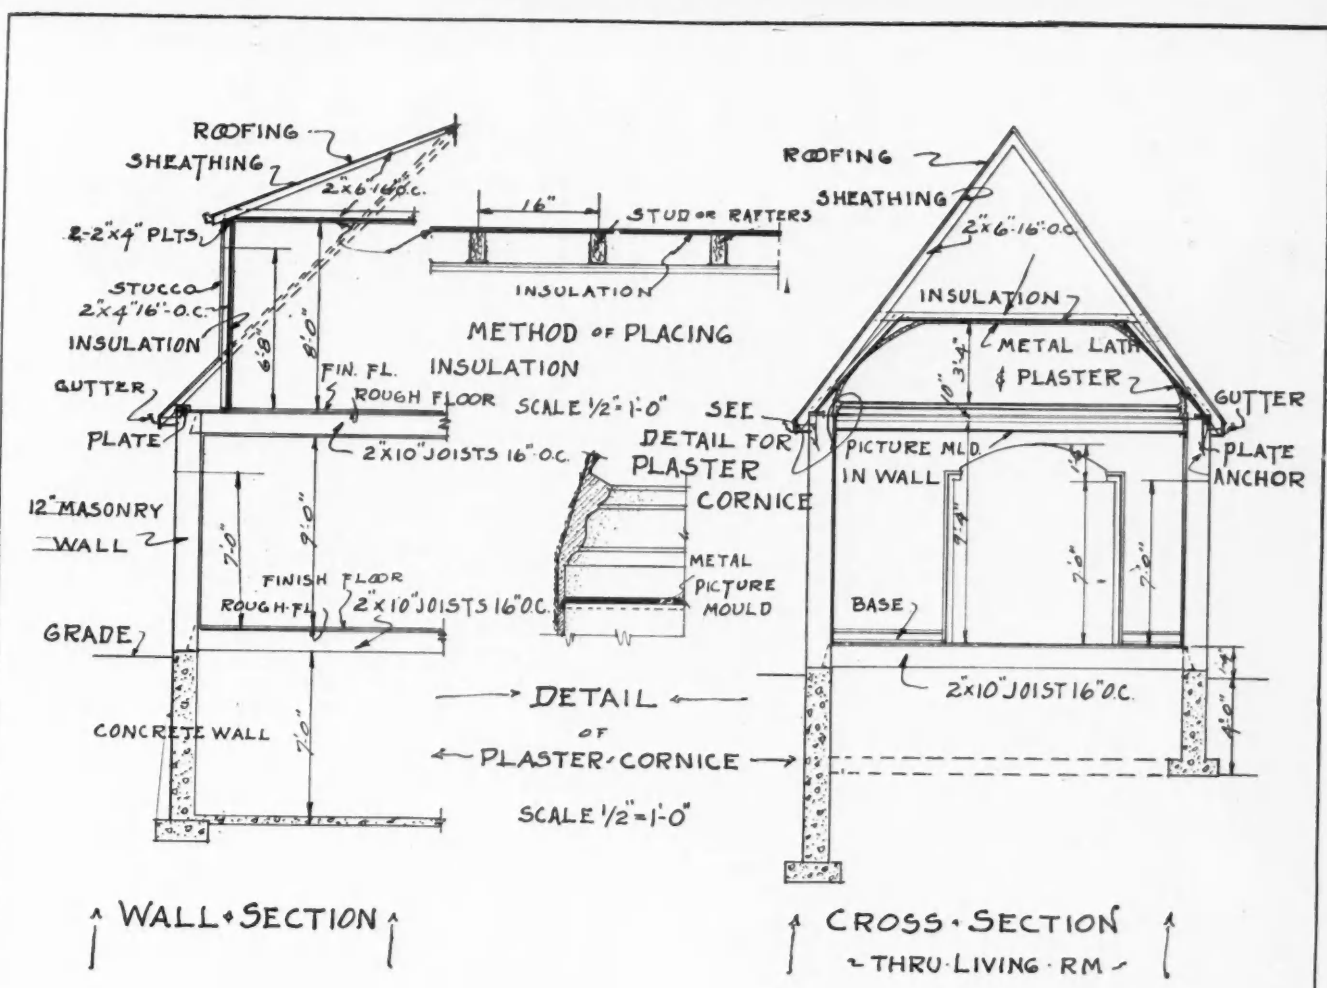 ROOFING
SHEATHING
2"x6"-16"O.C.
2-2"x4" PLTS.
STUCCO
2"x4"16"-O.C.
INSULATION
GUTTER
PLATE
6'-8"
8'-0"
FIN. FL.
ROUGH FLOOR
2"x10"JOISTS 16"-O.C.
12"MASONRY
WALL
7'-0"
9'-0"
FINISH FLOOR
ROUGH-FL.
2"x10"JOISTS 16"O.C.
GRADE
CONCRETE WALL
7'-0"
WALL SECTION
16"
STUD OR RAFTERS
INSULATION
METHOD OF PLACING
INSULATION
SCALE 1/2"=1'-0"
METAL
PICTURE
MOULD
DETAIL
OF
PLASTER-CORNICE
SCALE 1/2"=1'-0"
ROOFING
SHEATHING
2"x6"-16"-O.C.
INSULATION
METAL LATH
& PLASTER
3'-4"
10"
SEE
DETAIL FOR
PLASTER
CORNICE
GUTTER
PLATE
ANCHOR
PICTURE MLD.
IN WALL
9'-4"
7'-0"
7'-0"
BASE
2"x10"JOIST 16"O.C.
4'-0"
CROSS-SECTION
THRU-LIVING-RM